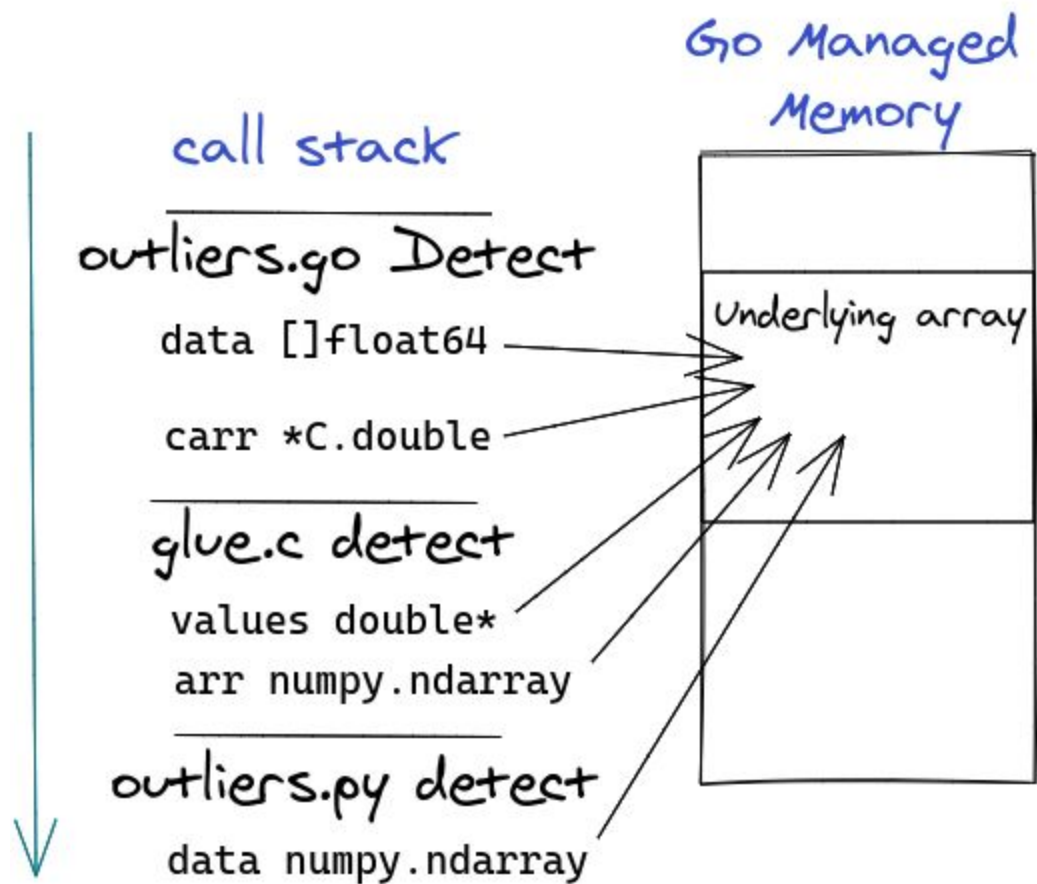 Go Managed
Memory
call stack
outliers.go Detect
underlying array
data []float64
carr *C.double
glue.c detect
values double*
arr numpy.ndarray
outliers.py detect
data numpy.ndarray